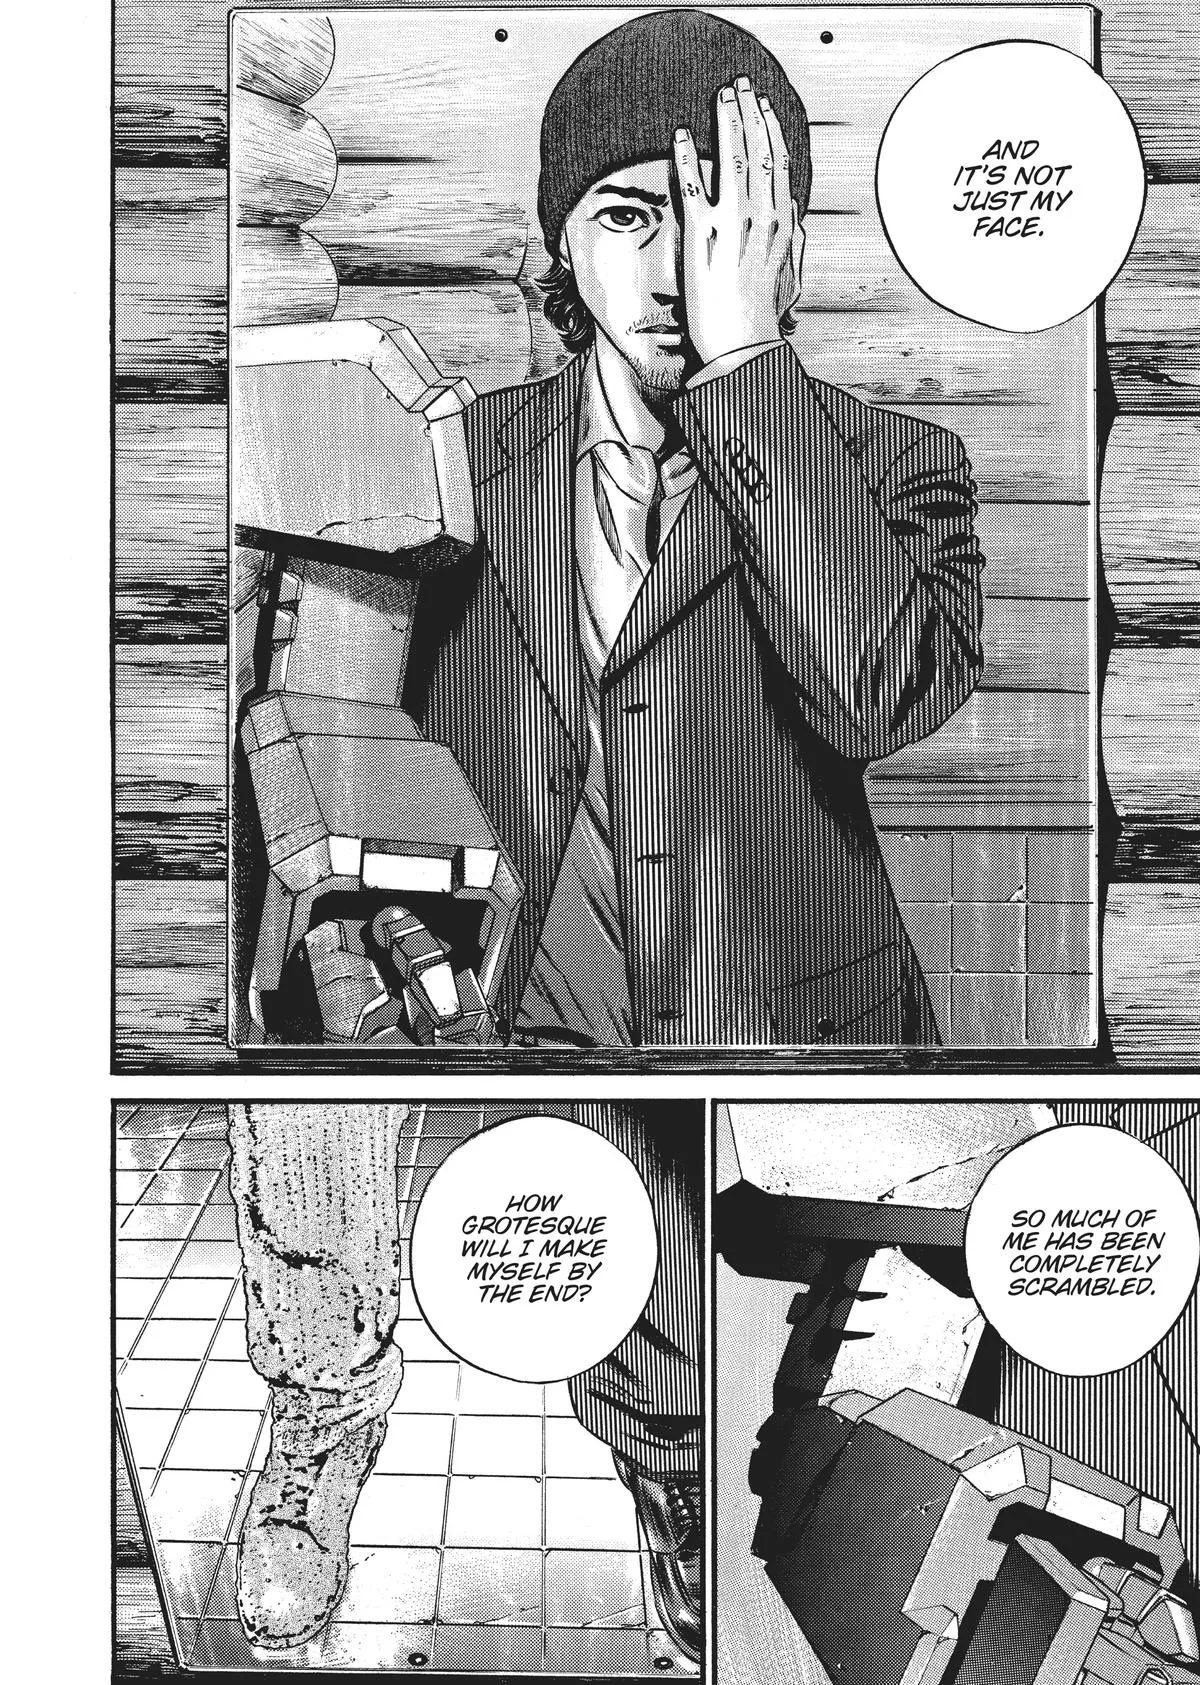 AND
IT'S NOT
JUST MY
FACE.
SO MUCH OF
ME HAS BEEN
COMPLETELY
SCRAMBLED.
HOW
GROTESQUE
WILL I MAKE
MYSELF BY
THE END?